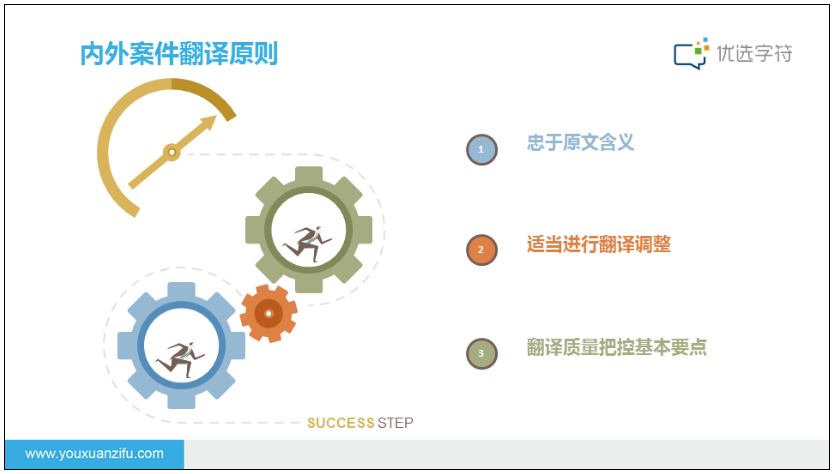 内外案件翻译原则
优选字符
1 忠于原文含义
2 适当进行翻译调整
3 翻译质量把控基本要点
SUCCESS STEP
www.youxuanzifu.com